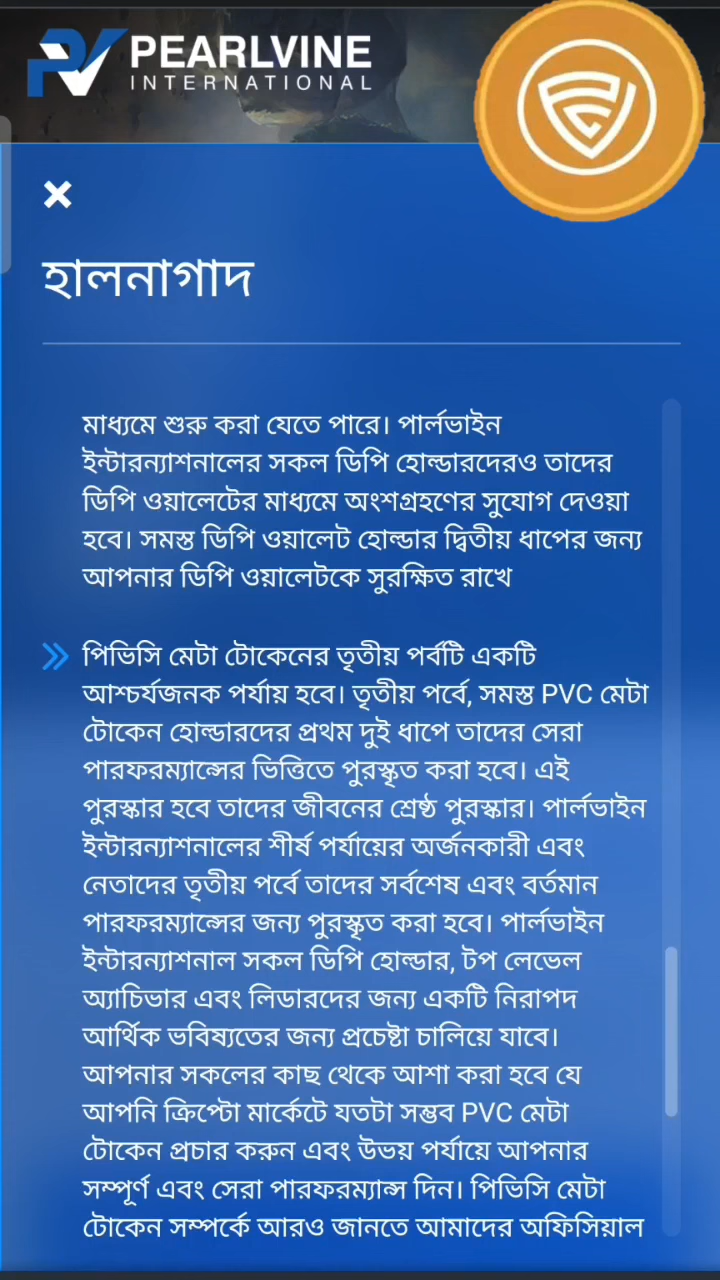 PEARLVINE
INTERNATIONAL
হালনাগাদ
মাধ্যমে শুরু করা যেতে পারে। পার্লভাইন
ইন্টারন্যাশনালের সকল ডিপি হোল্ডারদেরও তাদের
ডিপি ওয়ালেটের মাধ্যমে অংশগ্রহণের সুযোগ দেওয়া
হবে। সমস্ত ডিপি ওয়ালেট হোল্ডার দ্বিতীয় ধাপের জন্য
আপনার ডিপি ওয়ালেটকে সুরক্ষিত রাখে
পিভিসি মেটা টোকেনের তৃতীয় পর্বটি একটি
আশ্চর্যজনক পর্যায় হবে। তৃতীয় পর্বে, সমস্ত PVC মেটা
টোকেন হোল্ডারদের প্রথম দুই ধাপে তাদের সেরা
পারফরম্যান্সের ভিত্তিতে পুরস্কৃত করা হবে। এই
পুরস্কার হবে তাদের জীবনের শ্রেষ্ঠ পুরস্কার। পার্লভাইন
ইন্টারন্যাশনালের শীর্ষ পর্যায়ের অর্জনকারী এবং
নেতাদের তৃতীয় পর্বে তাদের সর্বশেষ এবং বর্তমান
পারফরম্যান্সের জন্য পুরস্কৃত করা হবে। পার্লভাইন
ইন্টারন্যাশনাল সকল ডিপি হোল্ডার, টপ লেভেল
অ্যাচিভার এবং লিডারদের জন্য একটি নিরাপদ
আর্থিক ভবিষ্যতের জন্য প্রচেষ্টা চালিয়ে যাবে।
আপনার সকলের কাছ থেকে আশা করা হবে যে
আপনি ক্রিপ্টো মার্কেটে যতটা সম্ভব PVC মেটা
টোকেন প্রচার করুন এবং উভয় পর্যায়ে আপনার
সম্পূর্ণ এবং সেরা পারফরম্যান্স দিন। পিভিসি মেটা
টোকেন সম্পর্কে আরও জানতে আমাদের অফিসিয়াল